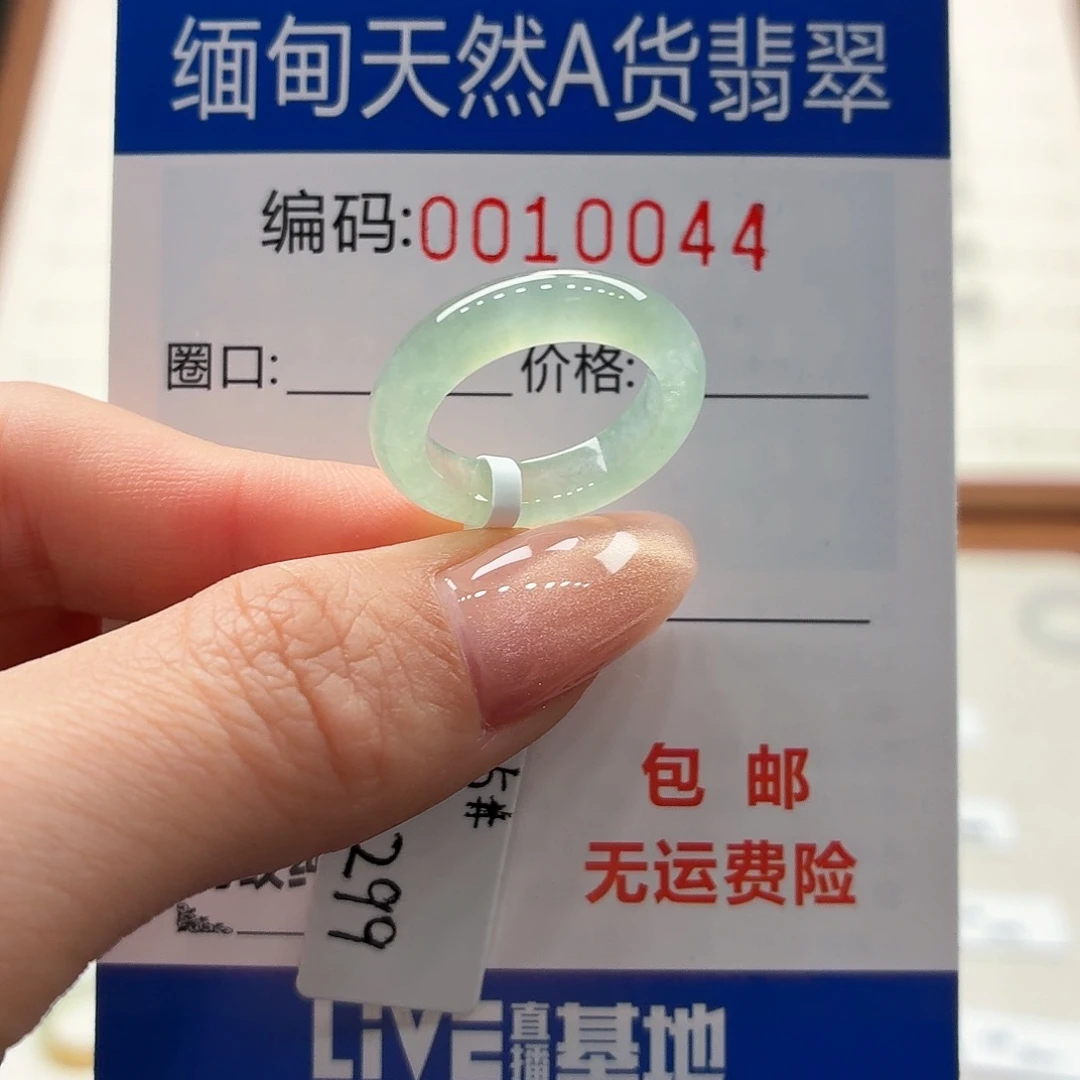 缅甸天然A货翡翠
编码:0010044
圈口: 价格:
5#
299
包 邮
无运费险
LiVE直播基地